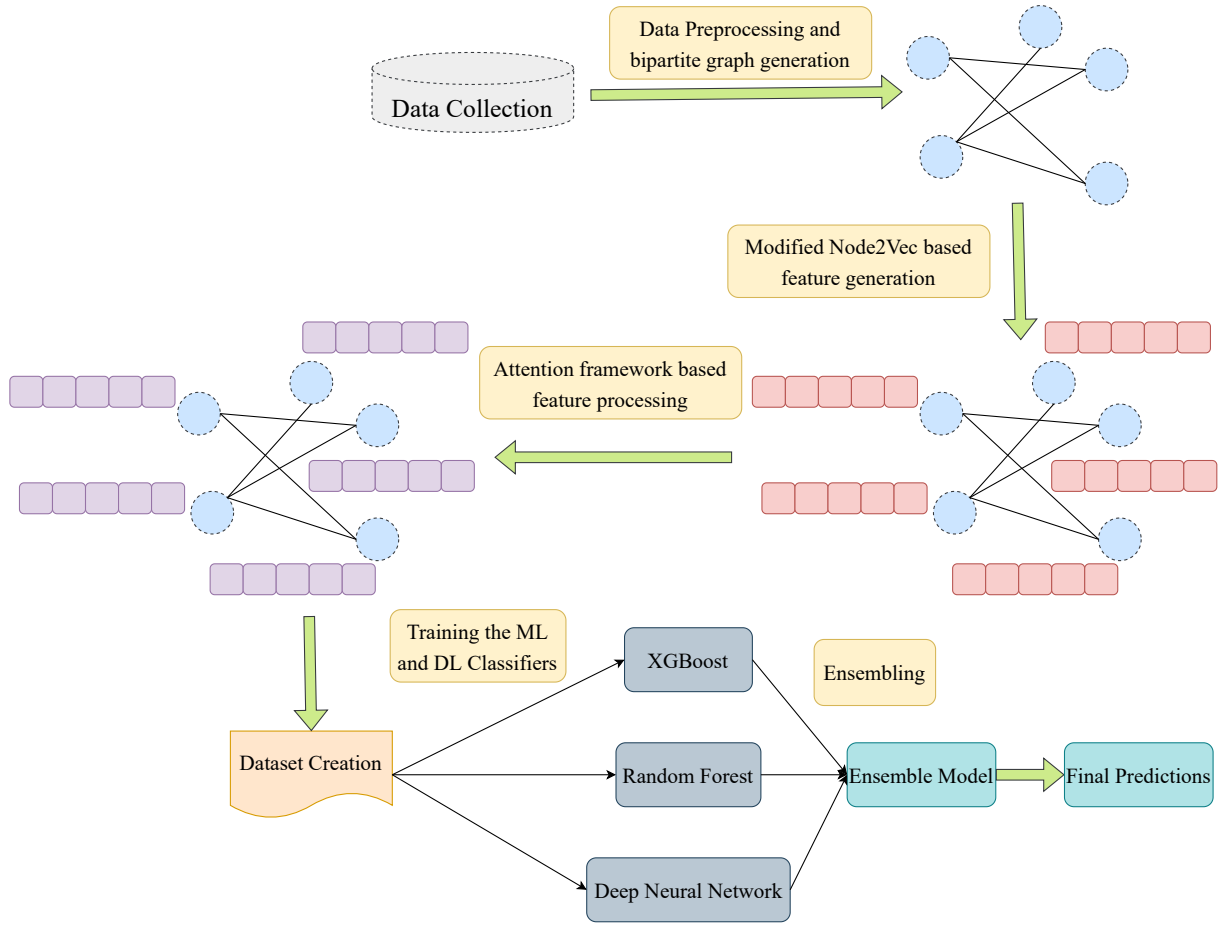 Data Preprocessing and
bipartite graph generation
Data Collection
Modified Node2Vec based
feature generation
Attention framework based
feature processing
Training the ML
and DL Classifiers
XGBoost
Ensembling
Dataset Creation
Random Forest
Ensemble Model
Final Predictions
Deep Neural Network